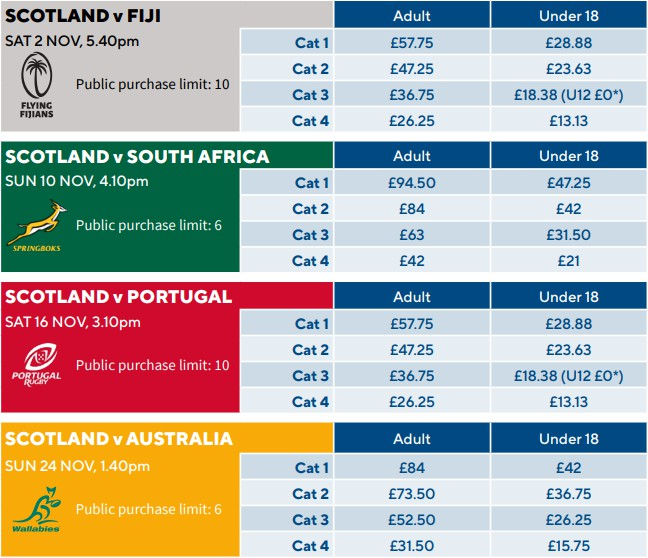 SCOTLAND v FIJI Adult Under 18
SAT 2 NOV, 5.40pm
Cat 1 £57.75 £28.88
Cat 2 £47.25 £23.63
Public purchase limit: 10
Cat 3 £36.75 £18.38 (U12 £0*)
FLYING
FIJIANS
Cat 4 £26.25 £13.13
SCOTLAND v SOUTH AFRICA Adult Under 18
SUN 10 NOV, 4.10pm
Cat 1 £94.50 £47.25
Cat 2 £84 £42
Public purchase limit: 6
Cat 3 £63 £31.50
SPRINGBOKS
Cat 4 £42 £21
SCOTLAND v PORTUGAL Adult Under 18
SAT 16 NOV, 3.10pm
Cat 1 £57.75 £28.88
Cat 2 £47.25 £23.63
Public purchase limit: 10
Cat 3 £36.75 £18.38 (U12 £0*)
PORTUGAL
RUGBY
Cat 4 £26.25 £13.13
SCOTLAND v AUSTRALIA Adult Under 18
SUN 24 NOV, 1.40pm
Cat 1 £84 £42
Cat 2 £73.50 £36.75
Public purchase limit: 6
Cat 3 £52.50 £26.25
Wallabies
Cat 4 £31.50 £15.75